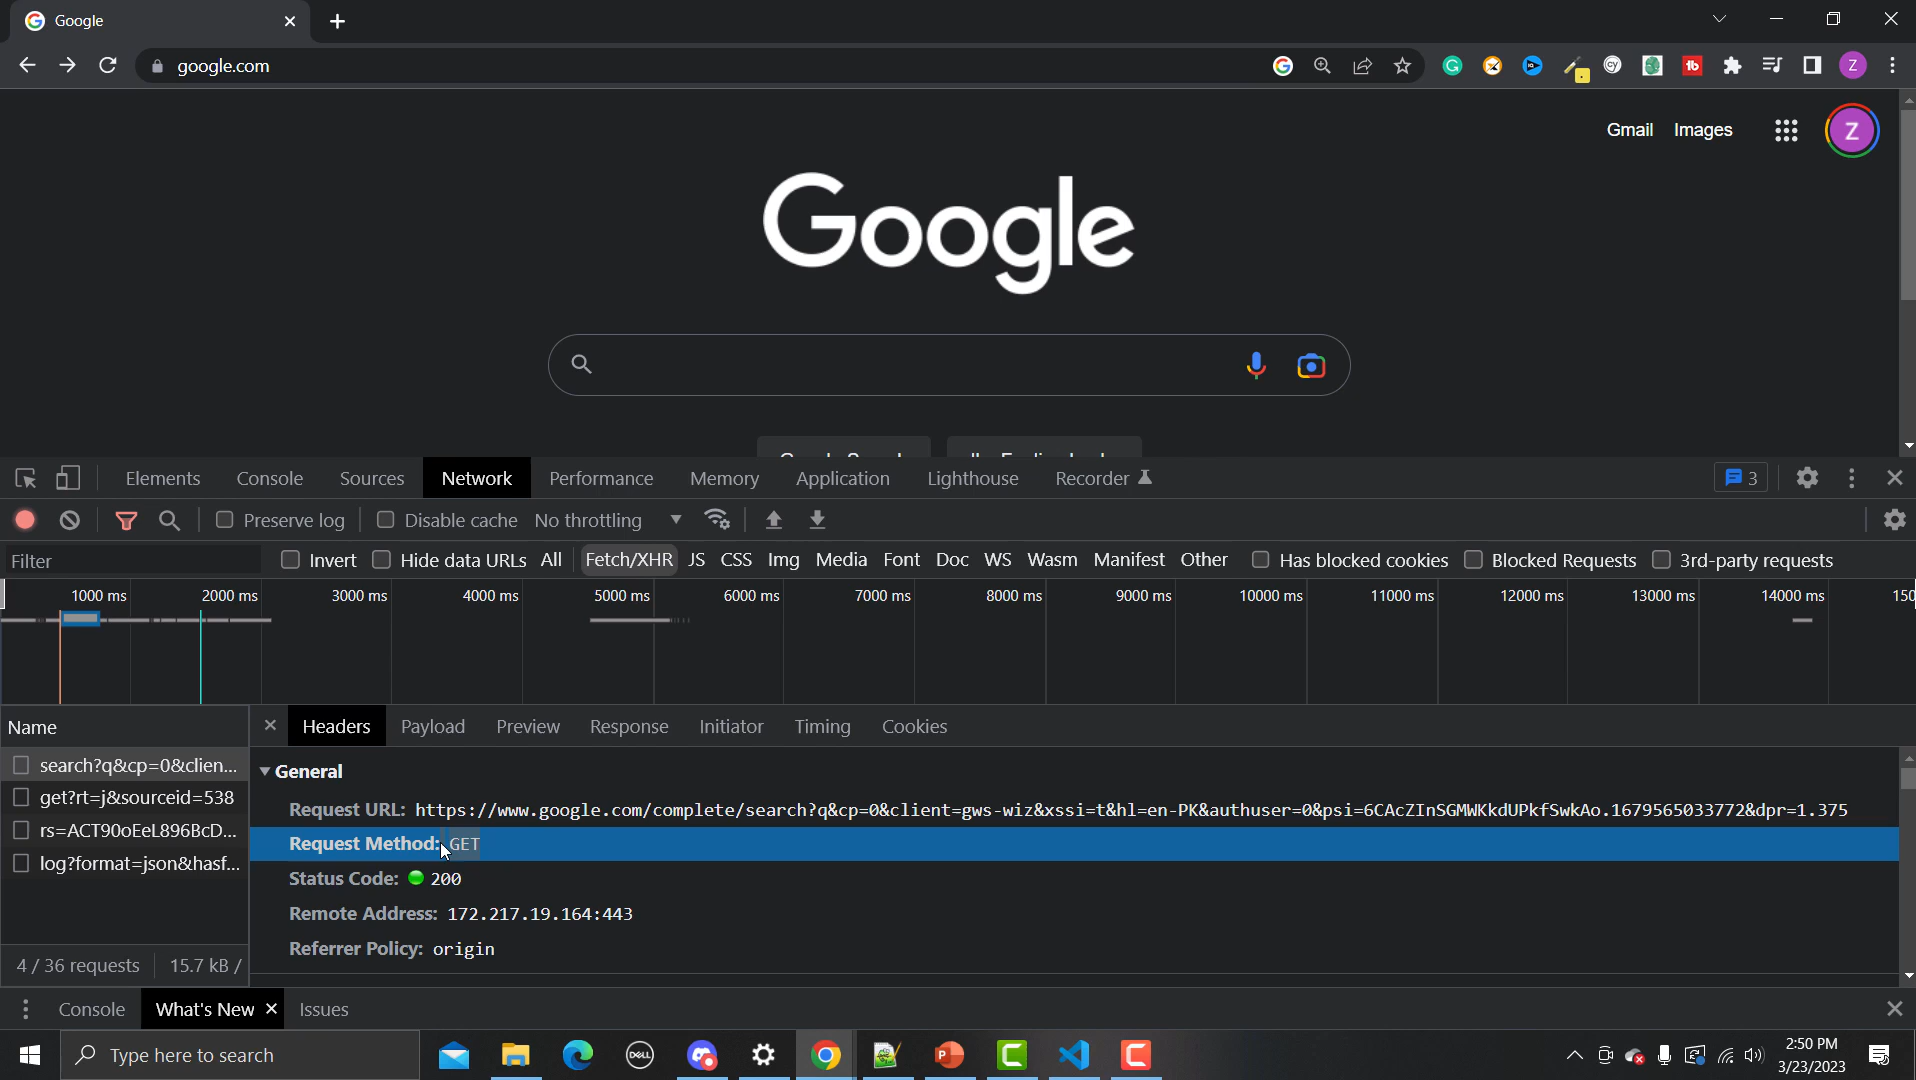 Google
google.com
Z
Gmail Images
Z
Google
Elements Console Sources Network Performance Memory Application Lighthouse Recorder 3
Preserve log Disable cache No throttling
Filter Invert Hide data URLs All Fetch/XHR JS CSS Img Media Font Doc WS Wasm Manifest Other Has blocked cookies Blocked Requests 3rd-party requests
1000 ms 2000 ms 3000 ms 4000 ms 5000 ms 6000 ms 7000 ms 8000 ms 9000 ms 10000 ms 11000 ms 12000 ms 13000 ms 14000 ms 150
Name
Headers Payload Preview Response Initiator Timing Cookies
search?q&cp=0&clien...
get?rt=j&sourceid=538
rs=ACT90oEeL896BcD...
log?format=json&hasf...
General
Request URL: https://www.google.com/complete/search?q&cp=0&client=gws-wiz&xssi=t&hl=en-PK&authuser=0&psi=6CAcZInSGMWKkdUPkfSwkAo.1679565033772&dpr=1.375
Request Method: GET
Status Code: 200
Remote Address: 172.217.19.164:443
Referrer Policy: origin
4 / 36 requests 15.7 kB /
Console What's New Issues
Type here to search
DELL
2:50 PM
3/23/2023